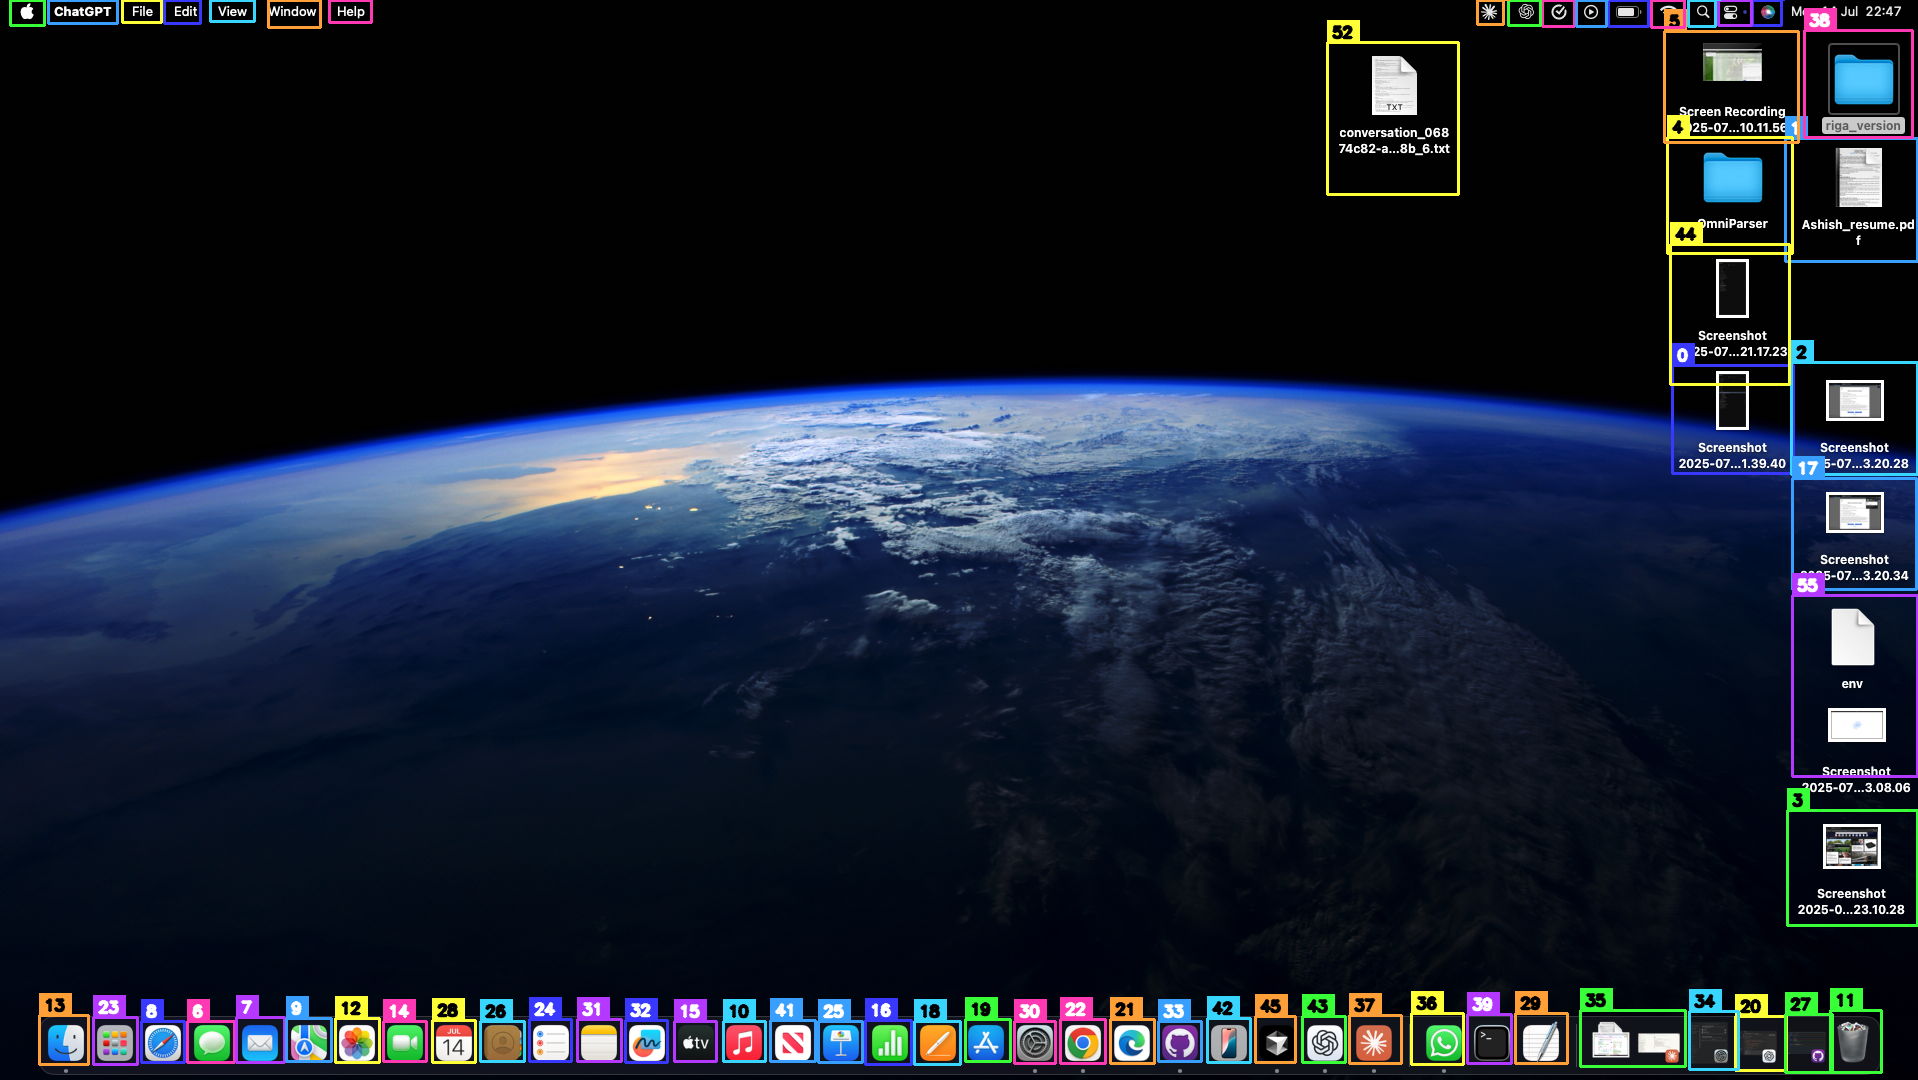 ChatGPT File Edit View Window Help
Jul 22:47
52
5
38
TXT
conversation_068
74c82-a...8b_6.txt
Screen Recording
2025-07...10.11.56
riga_version
4
1
OmniParser
Ashish_resume.pd
f
44
Screenshot
25-07...21.17.23
0
2
Screenshot
2025-07...1.39.40
Screenshot
5-07...3.20.28
17
Screenshot
2025-07...3.20.34
55
env
Screenshot
2025-07...3.08.06
3
Screenshot
2025-0...23.10.28
13 23 8 6 7 9 12 14 28 26 24 31 32 15 10 41 25 16 18 19 30 22 21 33 42 45 43 37 36 39 29 35 34 20 27 11
JUL
14
tv